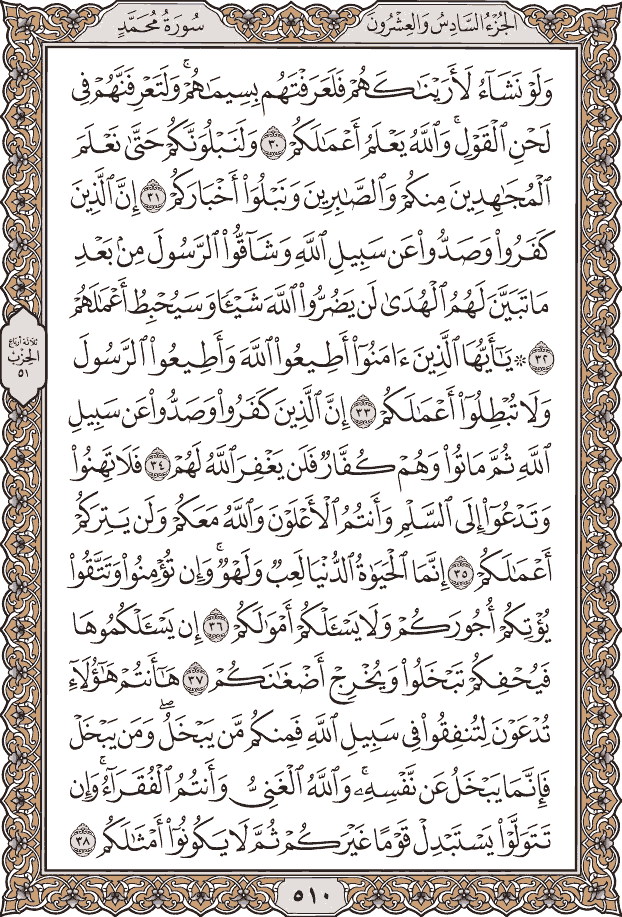 الجُزْءُ السَّادِسُ وَالعِشْرُونَ
سُورَةُ مُحَمَّدٍ
وَلَوْ نَشَآءُ لَأَرَيْنَٰكَهُمْ فَلَعَرَفْتَهُم بِسِيمَٰهُمْۚ وَلَتَعْرِفَنَّهُمْ فِى
لَحْنِ ٱلْقَوْلِۚ وَٱللَّهُ يَعْلَمُ أَعْمَٰلَكُمْ ٣٠ وَلَنَبْلُوَنَّكُمْ حَتَّىٰ نَعْلَمَ
ٱلْمُجَٰهِدِينَ مِنكُمْ وَٱلصَّٰبِرِينَ وَنَبْلُوَا۟ أَخْبَارَكُمْ ٣١ إِنَّ ٱلَّذِينَ
كَفَرُوا۟ وَصَدُّوا۟ عَن سَبِيلِ ٱللَّهِ وَشَآقُّوا۟ ٱلرَّسُولَ مِنۢ بَعْدِ
مَا تَبَيَّنَ لَهُمُ ٱلْهُدَىٰ لَن يَضُرُّوا۟ ٱللَّهَ شَيْـًٔا وَسَيُحْبِطُ أَعْمَٰلَهُمْ
٣٢ ۞ يَٰٓأَيُّهَا ٱلَّذِينَ ءَامَنُوٓا۟ أَطِيعُوا۟ ٱللَّهَ وَأَطِيعُوا۟ ٱلرَّسُولَ
وَلَا تُبْطِلُوٓا۟ أَعْمَٰلَكُمْ ٣٣ إِنَّ ٱلَّذِينَ كَفَرُوا۟ وَصَدُّوا۟ عَن سَبِيلِ
ٱللَّهِ ثُمَّ مَاتُوا۟ وَهُمْ كُفَّارٌ فَلَن يَغْفِرَ ٱللَّهُ لَهُمْ ٣٤ فَلَا تَهِنُوا۟
وَتَدْعُوٓا۟ إِلَى ٱلسَّلْمِ وَأَنتُمُ ٱلْأَعْلَوْنَ وَٱللَّهُ مَعَكُمْ وَلَن يَتِرَكُمْ
أَعْمَٰلَكُمْ ٣٥ إِنَّمَا ٱلْحَيَوٰةُ ٱلدُّنْيَا لَعِبٌ وَلَهْوٌۚ وَإِن تُؤْمِنُوا۟ وَتَتَّقُوا۟
يُؤْتِكُمْ أُجُورَكُمْ وَلَا يَسْـَٔلْكُمْ أَمْوَٰلَكُمْ ٣٦ إِن يَسْـَٔلْكُمُوهَا
فَيُحْفِكُمْ تَبْخَلُوا۟ وَيُخْرِجْ أَضْغَٰنَكُمْ ٣٧ هَٰٓأَنتُمْ هَٰٓؤُلَآءِ
تُدْعَوْنَ لِتُنفِقُوا۟ فِى سَبِيلِ ٱللَّهِ فَمِنكُم مَّن يَبْخَلُۖ وَمَن يَبْخَلْ
فَإِنَّمَا يَبْخَلُ عَن نَّفْسِهِۦۚ وَٱللَّهُ ٱلْغَنِىُّ وَأَنتُمُ ٱلْفُقَرَآءُۚ وَإِن
تَتَوَلَّوْا۟ يَسْتَبْدِلْ قَوْمًا غَيْرَكُمْ ثُمَّ لَا يَكُونُوٓا۟ أَمْثَٰلَكُم ٣٨
ثلاثة أرباع
الحزب
٥١
٥١٠